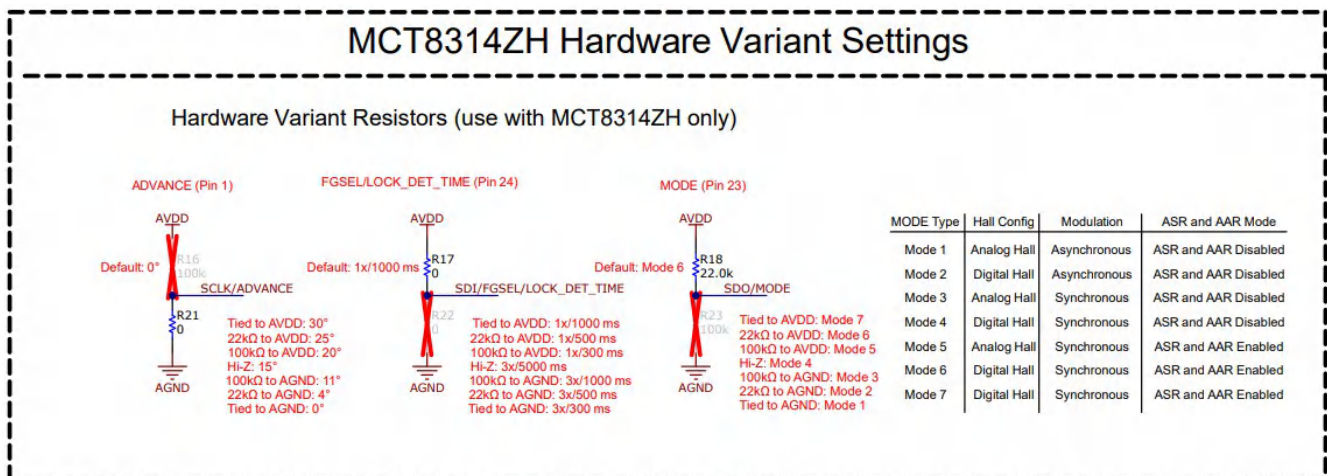 MCT8314ZH Hardware Variant Settings
Hardware Variant Resistors (use with MCT8314ZH only)
ADVANCE (Pin 1)
AVDD
Default: 0°
R16
100k
SCLK/ADVANCE
R21
0
AGND
Tied to AVDD: 30°
22kΩ to AVDD: 25°
100kΩ to AVDD: 20°
Hi-Z: 15°
100kΩ to AGND: 11°
22kΩ to AGND: 4°
Tied to AGND: 0°
FGSEL/LOCK_DET_TIME (Pin 24)
AVDD
Default: 1x/1000 ms
R17
0
SDI/FGSEL/LOCK_DET_TIME
R22
0
AGND
Tied to AVDD: 1x/1000 ms
22kΩ to AVDD: 1x/500 ms
100kΩ to AVDD: 1x/300 ms
Hi-Z: 3x/5000 ms
100kΩ to AGND: 3x/1000 ms
22kΩ to AGND: 3x/500 ms
Tied to AGND: 3x/300 ms
MODE (Pin 23)
AVDD
Default: Mode 6
R18
22.0k
SDO/MODE
R23
100k
AGND
Tied to AVDD: Mode 7
22kΩ to AVDD: Mode 6
100kΩ to AVDD: Mode 5
Hi-Z: Mode 4
100kΩ to AGND: Mode 3
22kΩ to AGND: Mode 2
Tied to AGND: Mode 1
MODE Type Hall Config Modulation ASR and AAR Mode
Mode 1 Analog Hall Asynchronous ASR and AAR Disabled
Mode 2 Digital Hall Asynchronous ASR and AAR Disabled
Mode 3 Analog Hall Synchronous ASR and AAR Disabled
Mode 4 Digital Hall Synchronous ASR and AAR Disabled
Mode 5 Analog Hall Synchronous ASR and AAR Enabled
Mode 6 Digital Hall Synchronous ASR and AAR Enabled
Mode 7 Digital Hall Synchronous ASR and AAR Enabled